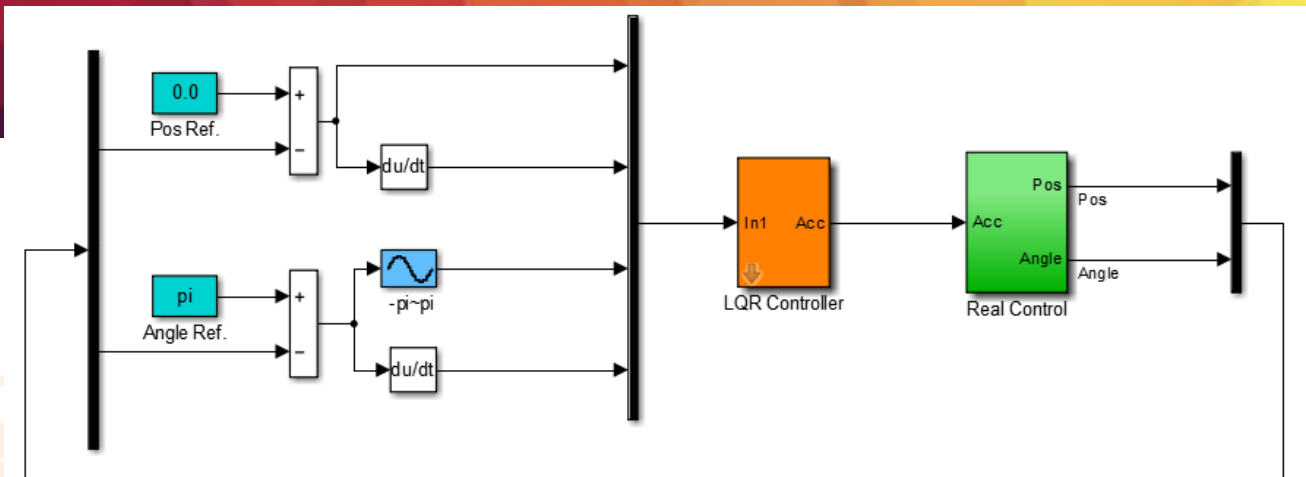 0.0
Pos Ref.
+
−
du/dt
pi
Angle Ref.
+
−
-pi~pi
du/dt
In1
Acc
LQR Controller
Acc
Pos
Angle
Real Control
Pos
Angle